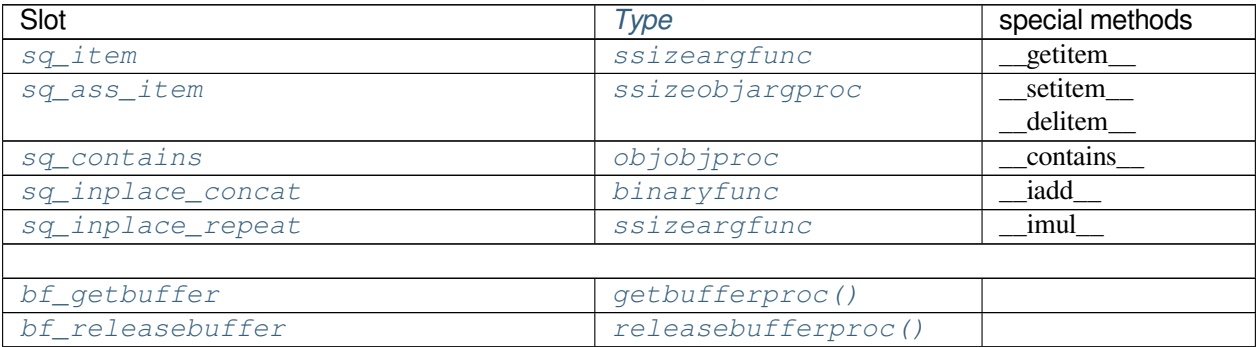 Slot Type special methods
sq_item ssizeargfunc __getitem__
sq_ass_item ssizeobjargproc __setitem__
__delitem__
sq_contains objobjproc __contains__
sq_inplace_concat binaryfunc __iadd__
sq_inplace_repeat ssizeargfunc __imul__
bf_getbuffer getbufferproc()
bf_releasebuffer releasebufferproc()